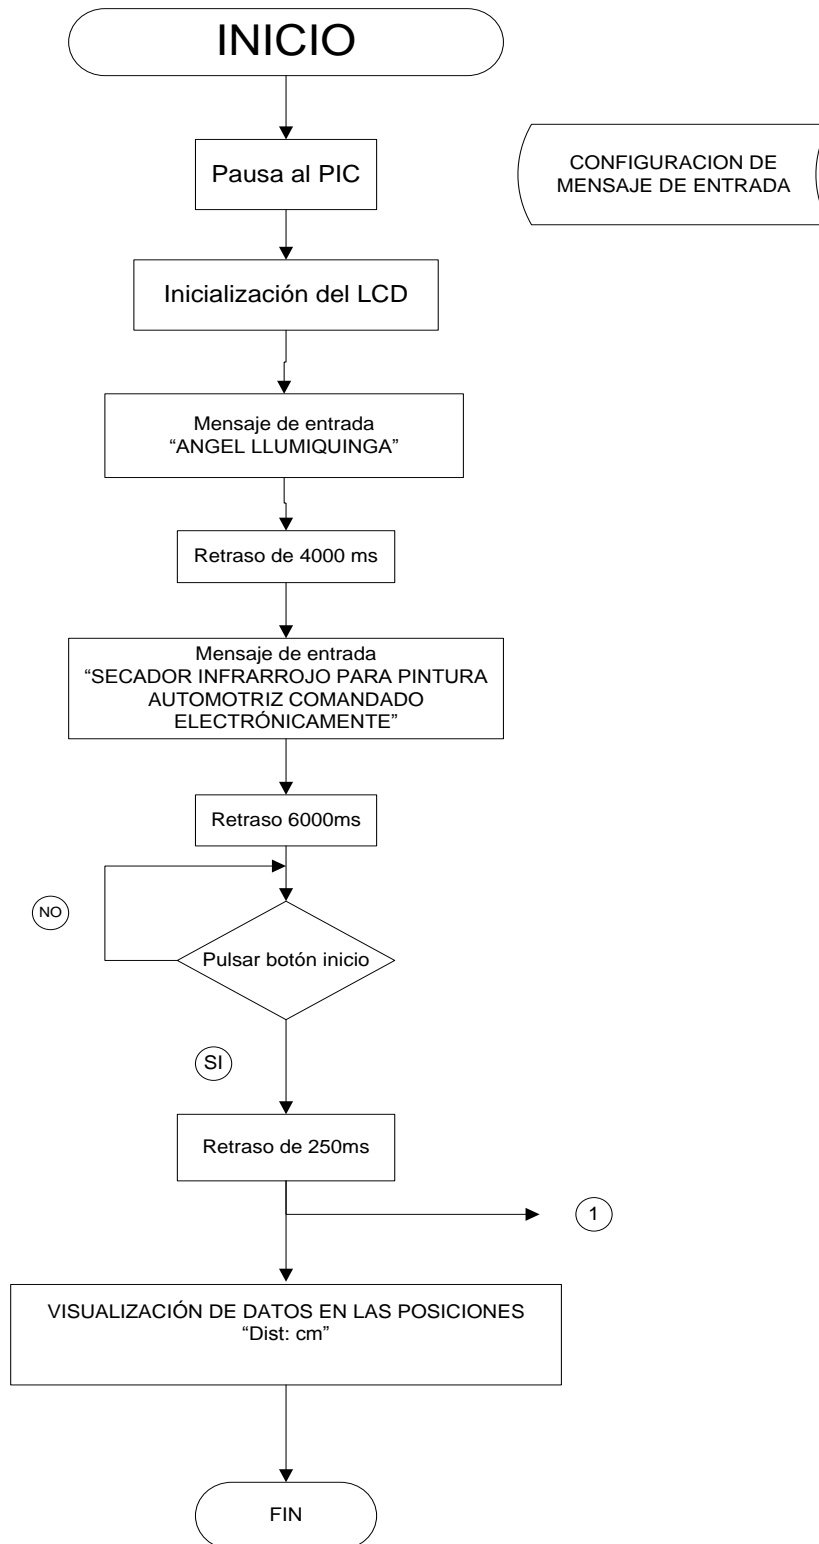 INICIO
Pausa al PIC
CONFIGURACION DE
MENSAJE DE ENTRADA
Inicialización del LCD
Mensaje de entrada
“ANGEL LLUMIQUINGA”
Retraso de 4000 ms
Mensaje de entrada
“SECADOR INFRARROJO PARA PINTURA
AUTOMOTRIZ COMANDADO
ELECTRÓNICAMENTE”
Retraso 6000ms
NO
Pulsar botón inicio
SI
Retraso de 250ms
1
VISUALIZACIÓN DE DATOS EN LAS POSICIONES
“Dist: cm”
FIN